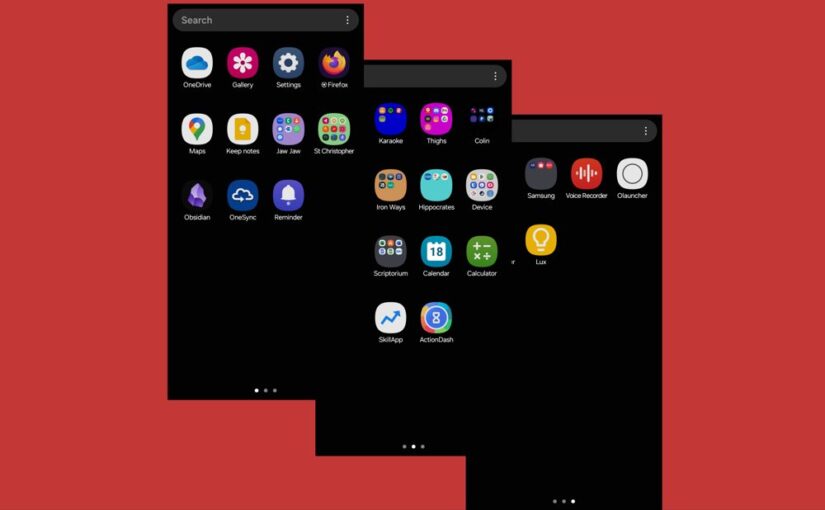 Search
OneDrive
Gallery
Settings
Firefox
Maps
Keep notes
Jaw Jaw
St Christopher
Obsidian
OneSync
Reminder
Karaoke
Thighs
Colin
Iron Ways
Hippocrates
Device
Scriptorium
18
Calendar
Calculator
SkillApp
ActionDash
Samsung
Voice Recorder
Olauncher
Lux